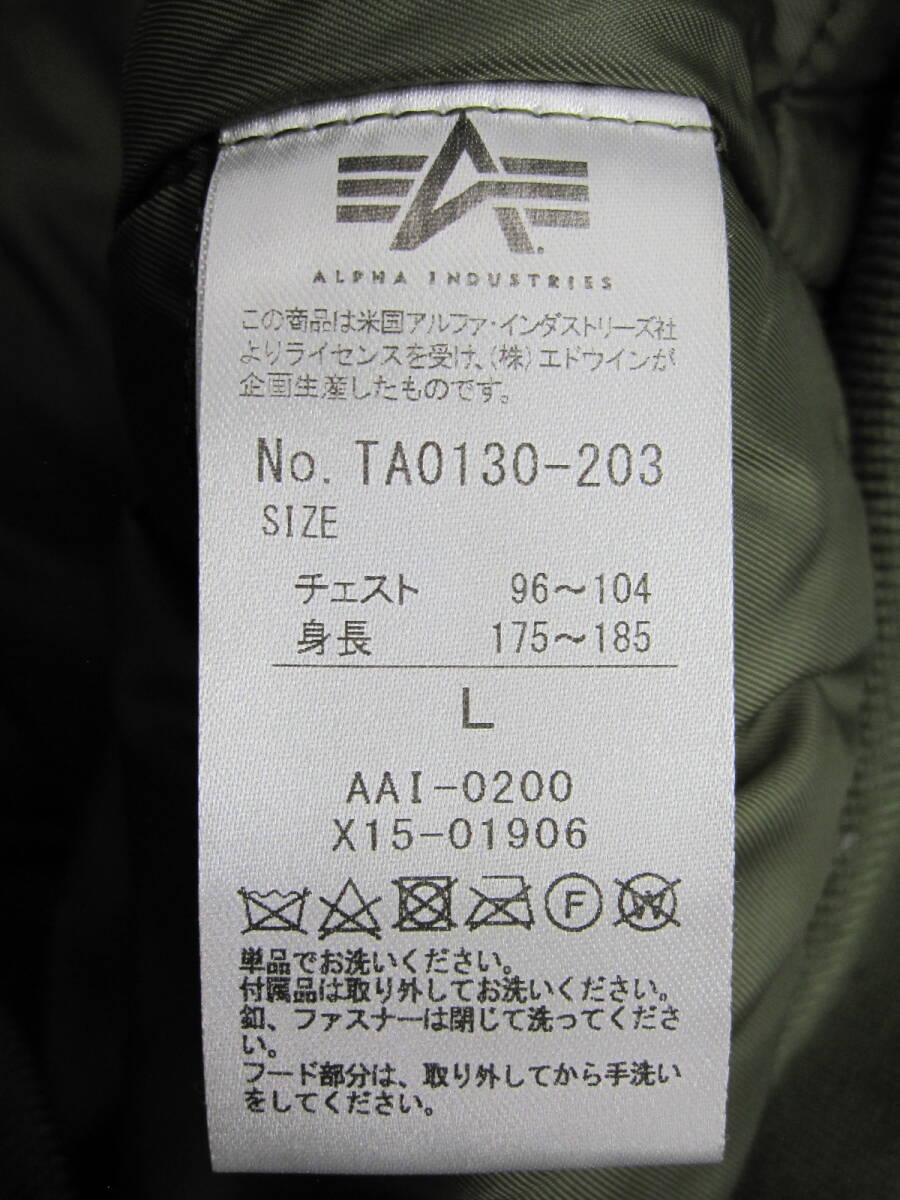 ALPHA INDUSTRIES
この商品は米国アルファ・インダストリーズ社
よりライセンスを受け、(株)エドウインが
企画生産したものです。
No. TA0130-203
SIZE
チェスト 96〜104
身長 175〜185
L
AAI-0200
X15-01906
F W
単品でお洗いください。
付属品は取り外してお洗いください。
釦、ファスナーは閉じて洗ってくださ
い。
フード部分は、取り外してから手洗い
をしてください。